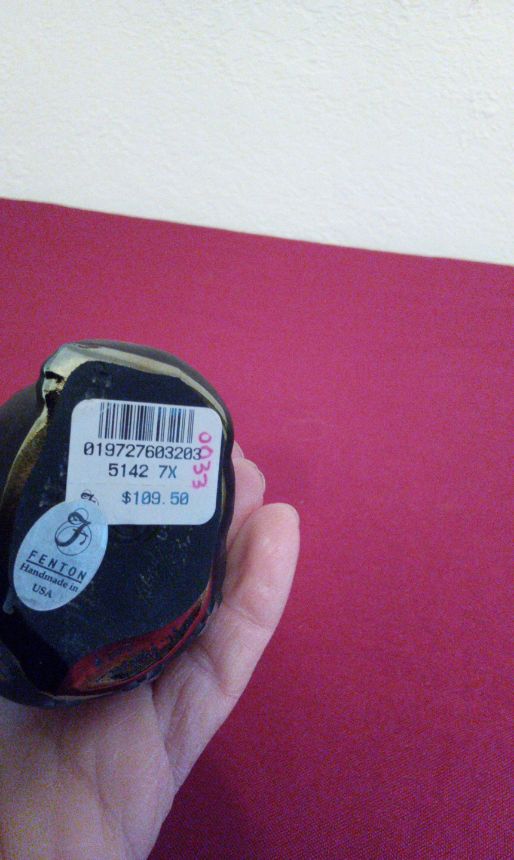 019727603203
5142 7X
$109.50
0033
F
FENTON
Handmade in
USA